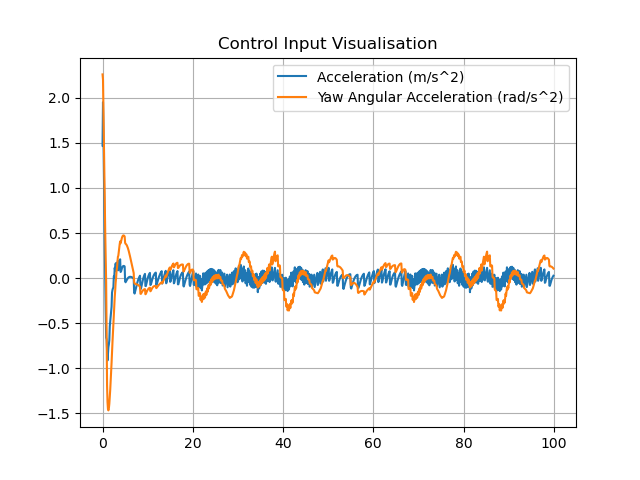 Control Input Visualisation
Acceleration (m/s^2)
Yaw Angular Acceleration (rad/s^2)
2.0
1.5
1.0
0.5
0.0
−0.5
−1.0
−1.5
0 20 40 60 80 100